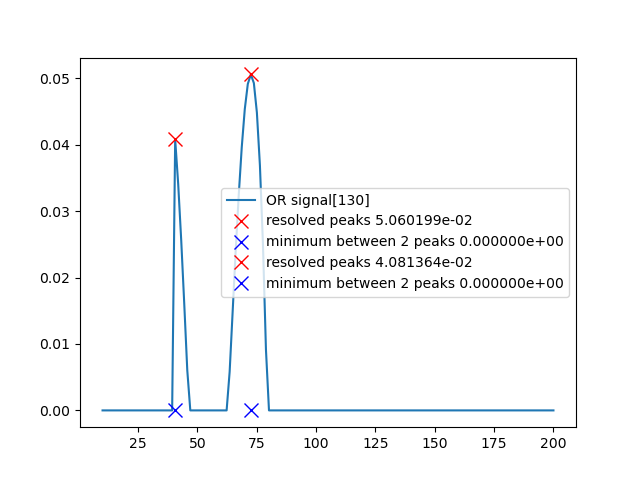 0.05
0.04
0.03
0.02
0.01
0.00
OR signal[130]
resolved peaks 5.060199e-02
minimum between 2 peaks 0.000000e+00
resolved peaks 4.081364e-02
minimum between 2 peaks 0.000000e+00
25 50 75 100 125 150 175 200